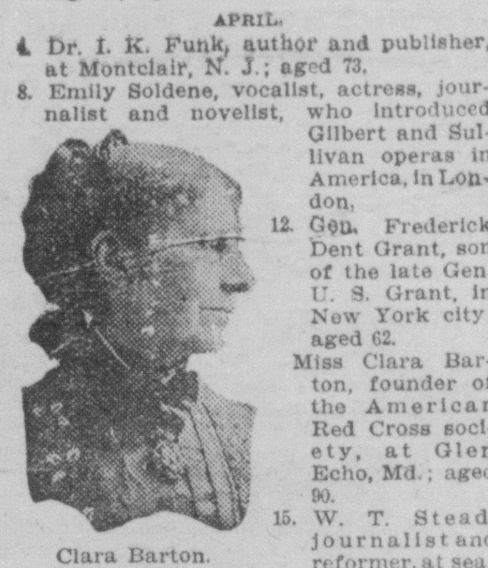 APRIL.
4. Dr. I. K. Funk, author and publisher,
at Montclair, N. J.; aged 73.
8. Emily Soldene, vocalist, actress, jour-
nalist and novelist, who introduced
Gilbert and Sul-
livan operas in
America, in Lon-
don,
12. Gen. Frederick
Dent Grant, son
of the late Gen
U. S. Grant, in
New York city
aged 62.
Miss Clara Bar-
ton, founder of
the American
Red Cross soci
ety, at Glen
Echo, Md.; aged
90.
15. W. T. Stead
journalist and
reformer, at sea
Clara Barton.